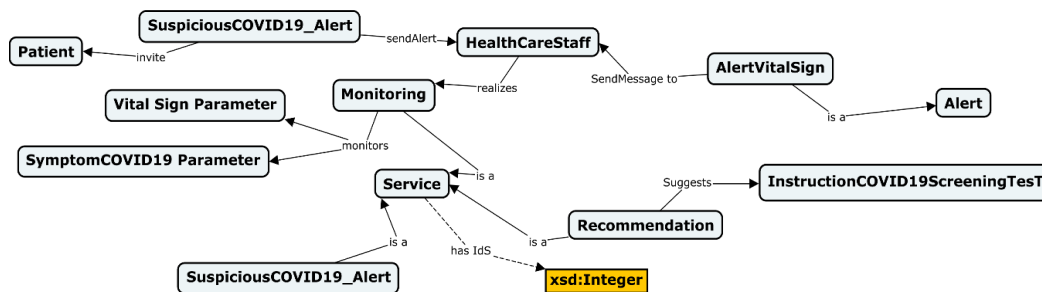 SuspiciousCOVID19_Alert
sendAlert
HealthCareStaff
Patient
invite
SendMessage to
AlertVitalSign
realizes
Monitoring
Vital Sign Parameter
is a
Alert
monitors
SymptomCOVID19 Parameter
is a
Service
Suggests
InstructionCOVID19ScreeningTesT
Recommendation
is a
is a
has IdS
SuspiciousCOVID19_Alert
xsd:Integer